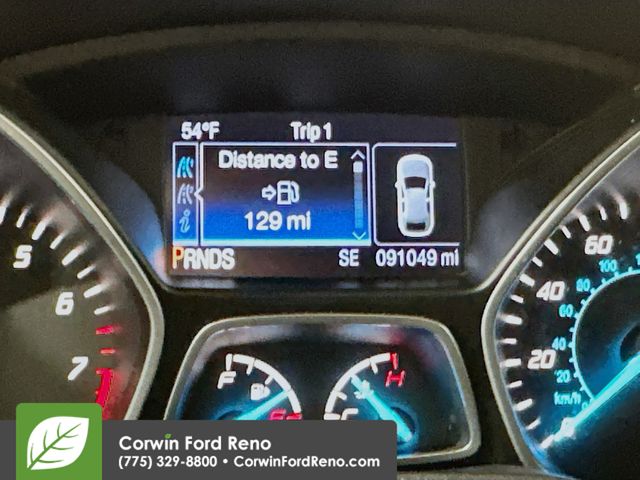 54°F Trip 1
Distance to E
129 mi
i
PRNDS SE 091049 mi
5
6
7
F
E
H
C
60
40
20
100
80
60
40
20
km/h
0
Corwin Ford Reno
(775) 329-8800 • CorwinFordReno.com